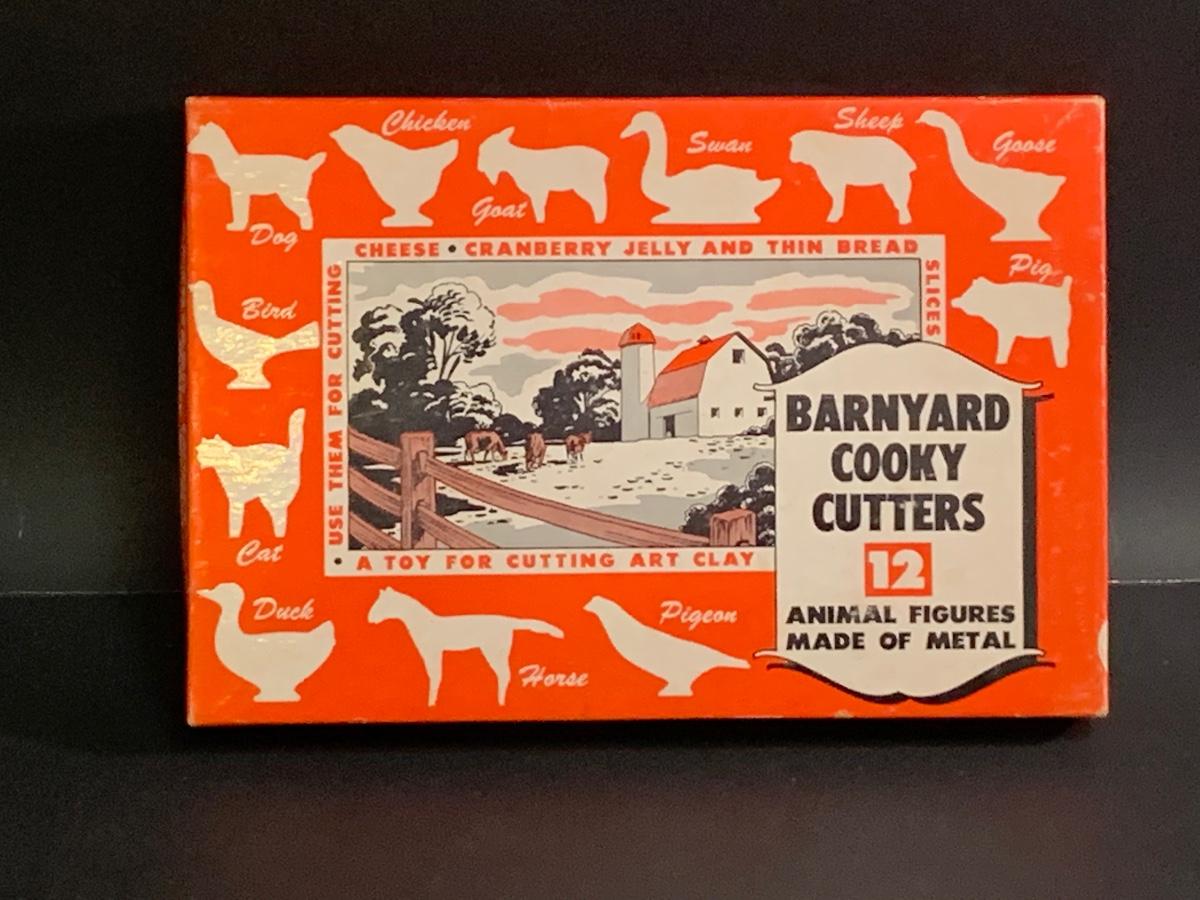 Chicken
Sheep
Swan
Goose
Goat
Dog
CHEESE • CRANBERRY JELLY AND THIN BREAD
SLICES
Pig
USE THEM FOR CUTTING
Bird
BARNYARD
COOKY
CUTTERS
12
ANIMAL FIGURES
MADE OF METAL
Cat
• A TOY FOR CUTTING ART CLAY
Duck
Pigeon
Horse